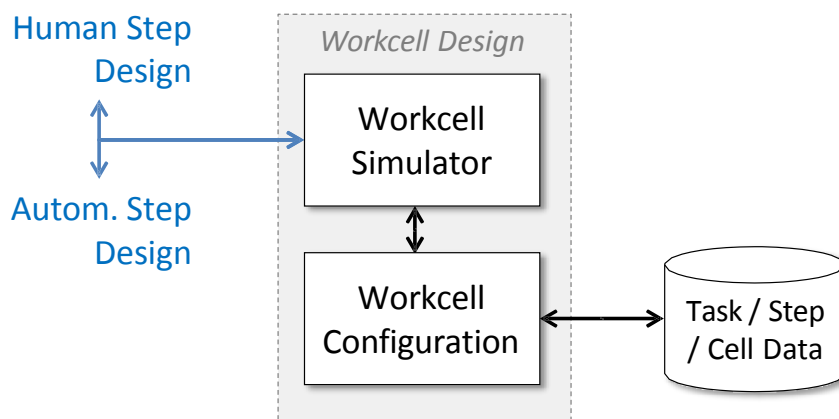 Human Step
Design
Autom. Step
Design
Workcell Design
Workcell
Simulator
Workcell
Configuration
Task / Step
/ Cell Data